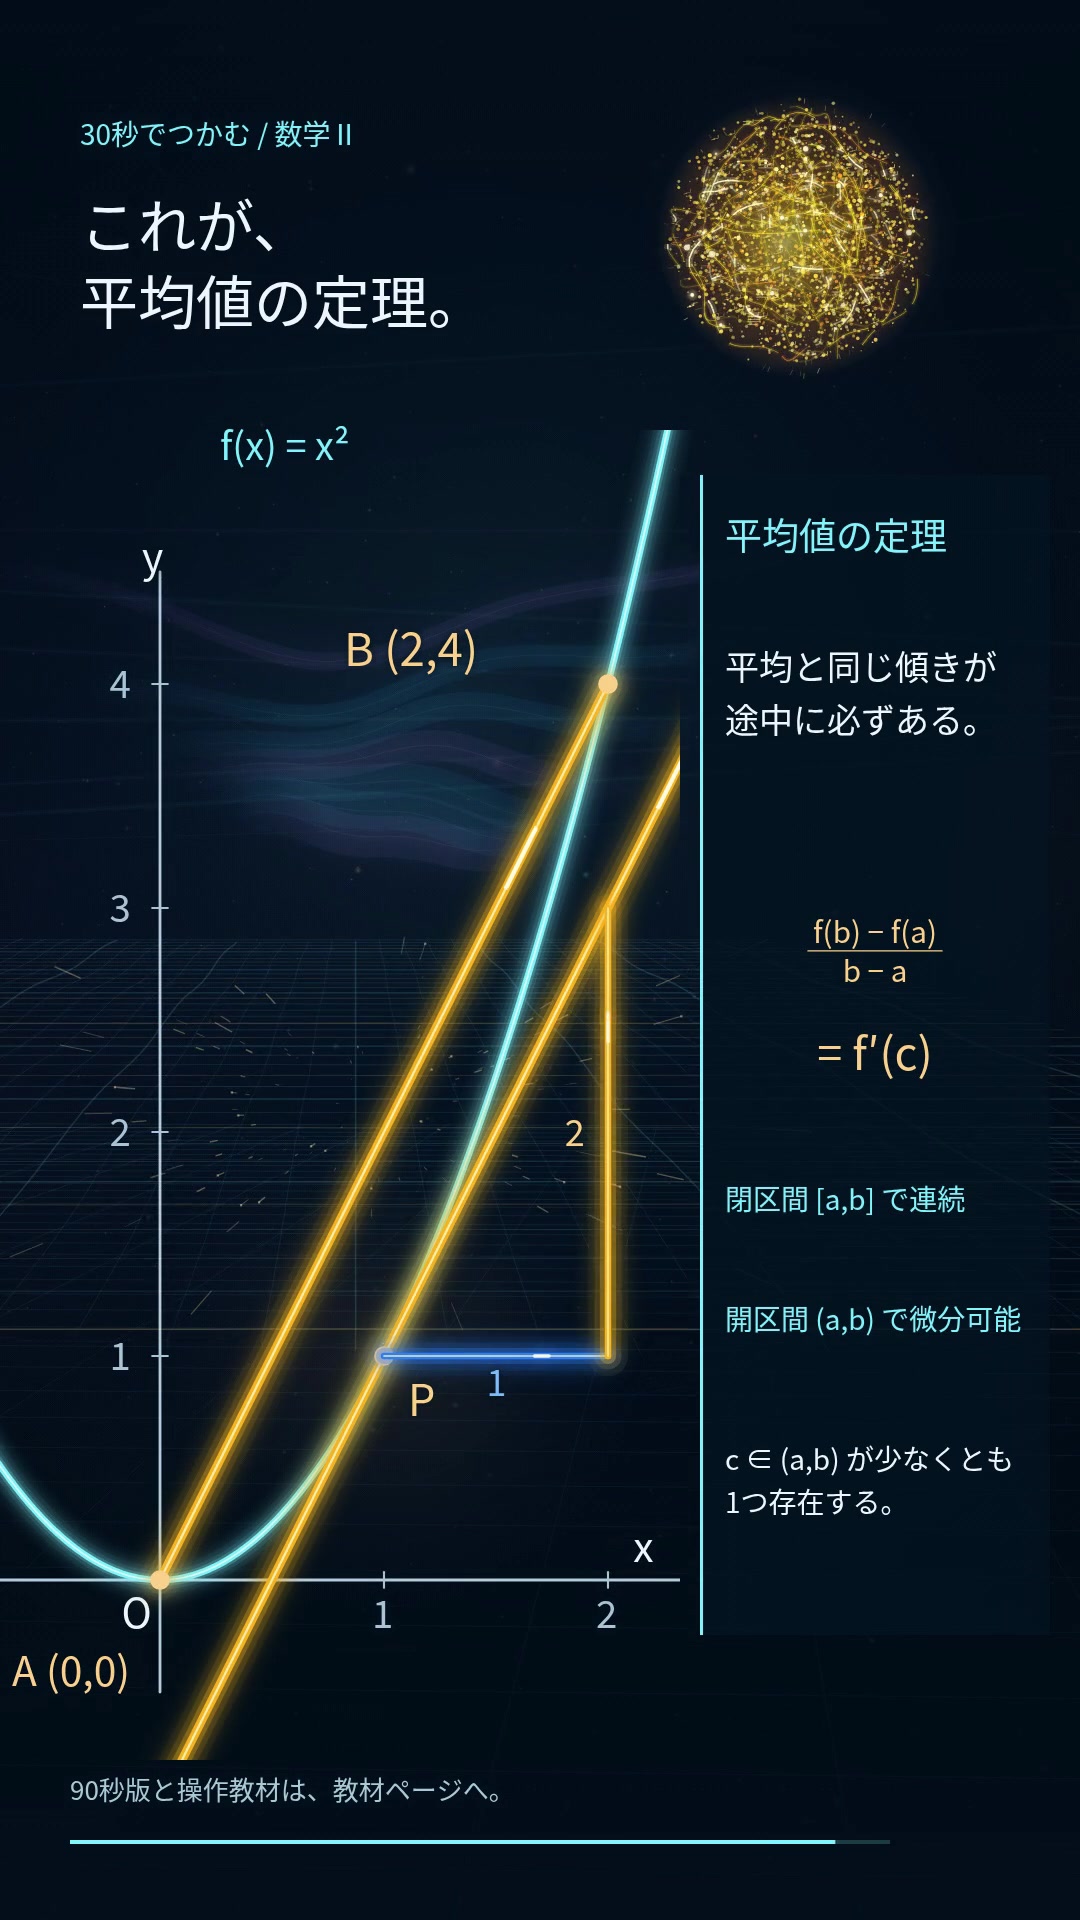 30秒でつかむ / 数学 II
これが、
平均値の定理。
f(x) = x²
y
B (2,4)
4
3
2
1
2
1
P
x
O
1
2
A (0,0)
平均値の定理
平均と同じ傾きが
途中に必ずある。
f(b) − f(a)
b − a
= f′(c)
閉区間 [a,b] で連続
開区間 (a,b) で微分可能
c ∈ (a,b) が少なくとも
1つ存在する。
90秒版と操作教材は、教材ページへ。